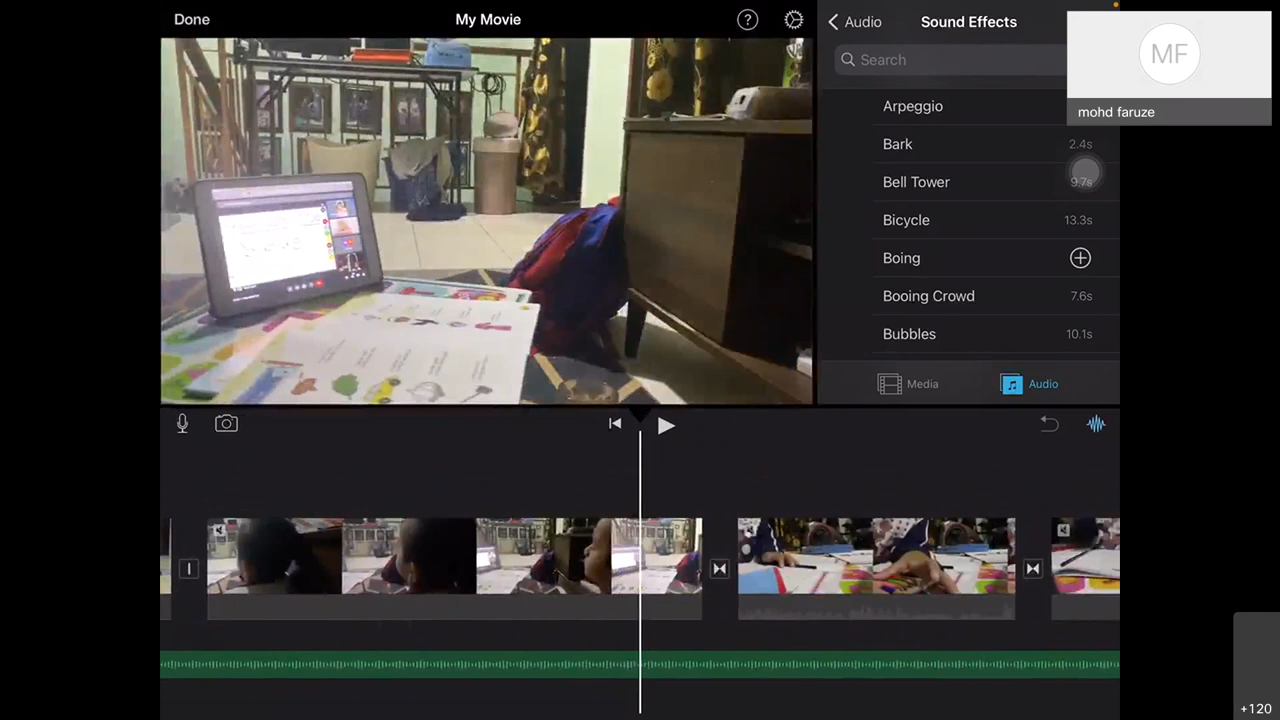 Done
My Movie
?
Audio
Sound Effects
Search
MF
mohd faruze
Arpeggio
Bark
2.4s
Bell Tower
9.7s
Bicycle
13.3s
Boing
Booing Crowd
7.6s
Bubbles
10.1s
Media
Audio
+120